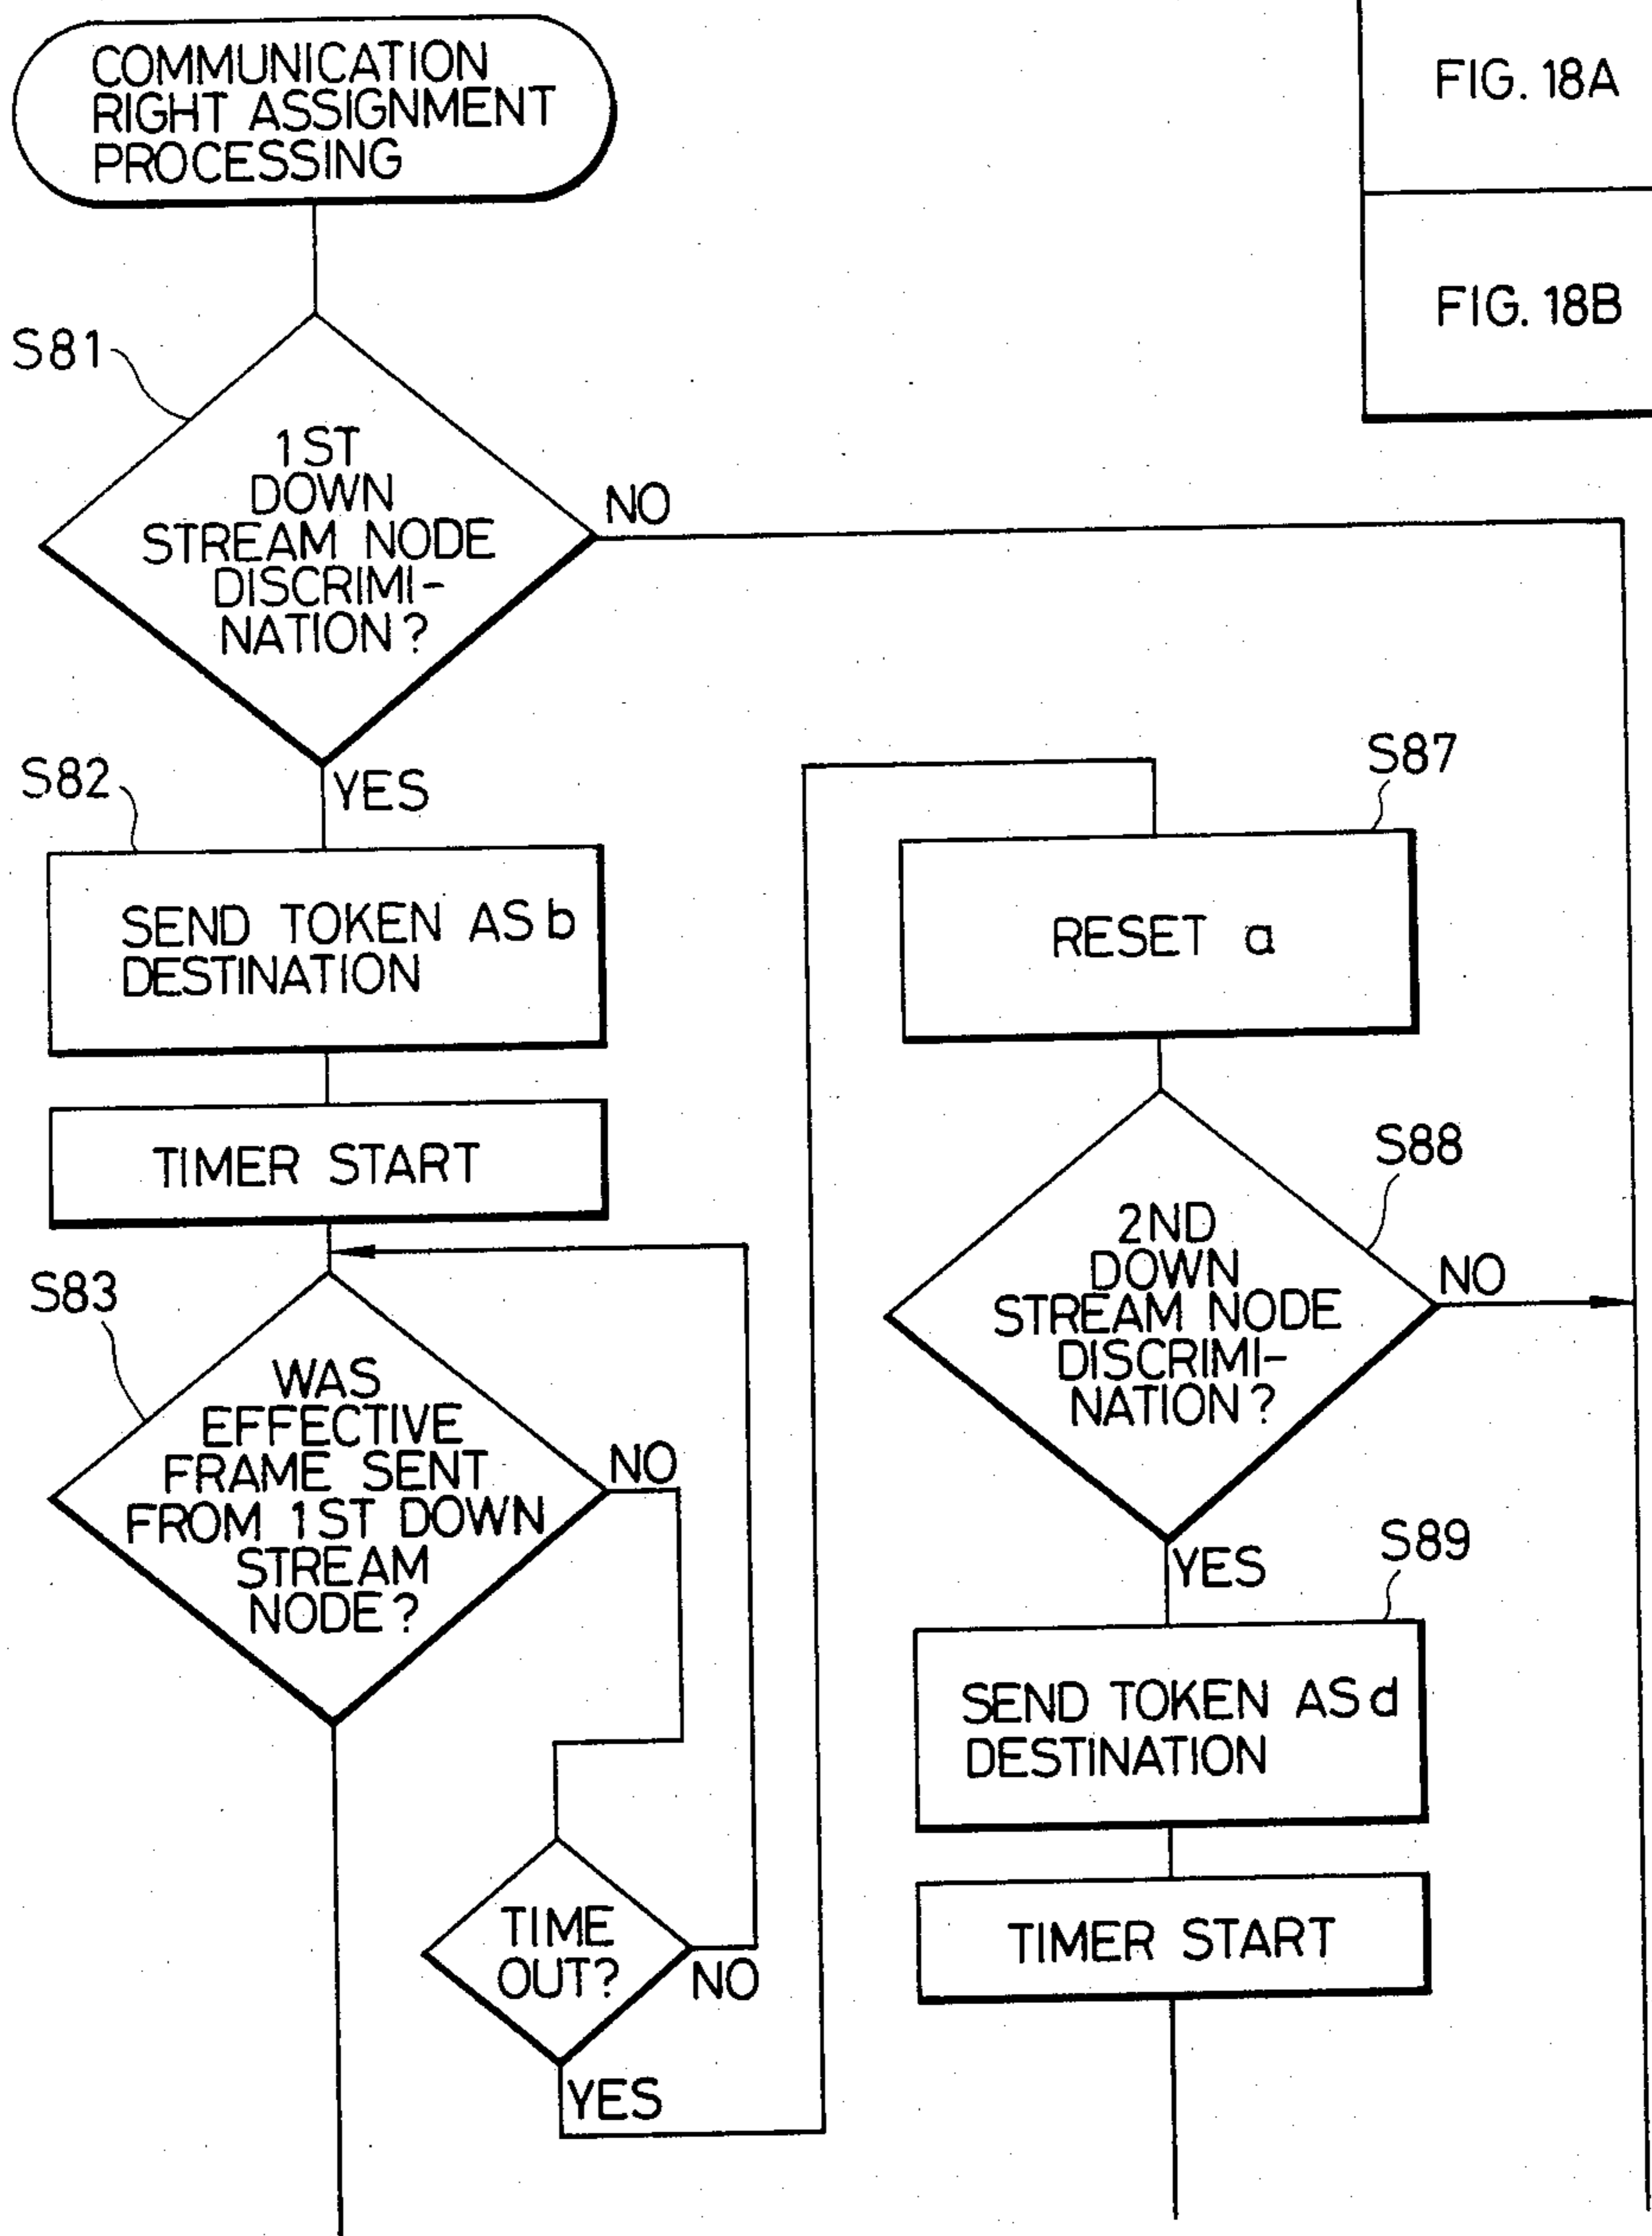 COMMUNICATION
RIGHT ASSIGNMENT
PROCESSING
FIG. 18A
FIG. 18B
S81
1ST
DOWN
STREAM NODE
DISCRIMI-
NATION?
NO
YES
S82
SEND TOKEN AS b
DESTINATION
TIMER START
S83
WAS
EFFECTIVE
FRAME SENT
FROM 1ST DOWN
STREAM
NODE?
NO
TIME
OUT?
NO
YES
S87
RESET a
S88
2ND
DOWN
STREAM NODE
DISCRIMI-
NATION?
NO
YES
S89
SEND TOKEN AS d
DESTINATION
TIMER START